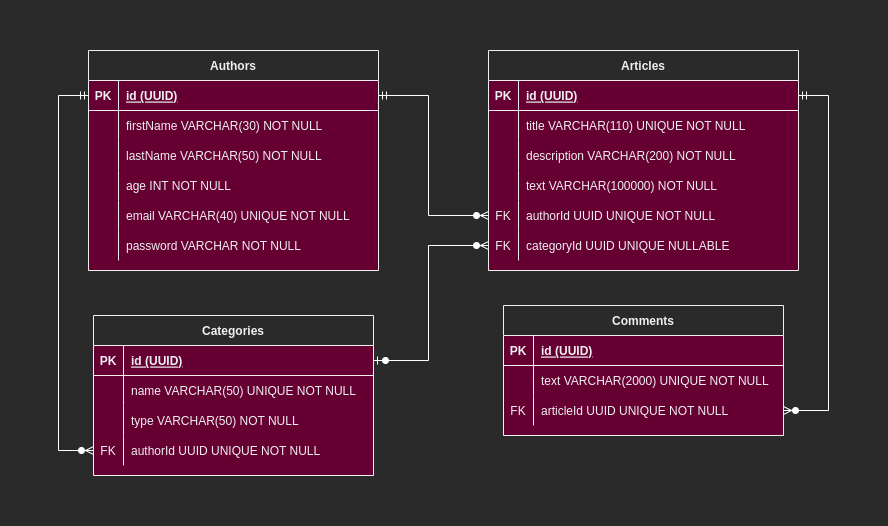 Authors
PK id (UUID)
firstName VARCHAR(30) NOT NULL
lastName VARCHAR(50) NOT NULL
age INT NOT NULL
email VARCHAR(40) UNIQUE NOT NULL
password VARCHAR NOT NULL
Articles
PK id (UUID)
title VARCHAR(110) UNIQUE NOT NULL
description VARCHAR(200) NOT NULL
text VARCHAR(100000) NOT NULL
FK authorId UUID UNIQUE NOT NULL
FK categoryId UUID UNIQUE NULLABLE
Categories
PK id (UUID)
name VARCHAR(50) UNIQUE NOT NULL
type VARCHAR(50) NOT NULL
FK authorId UUID UNIQUE NOT NULL
Comments
PK id (UUID)
text VARCHAR(2000) UNIQUE NOT NULL
FK articleId UUID UNIQUE NOT NULL